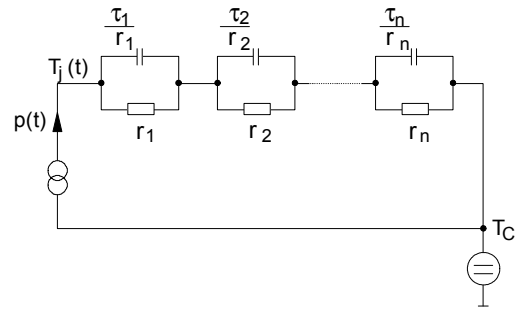 τ1 τ2 τn
r1 r2 rn
Tj(t)
r1 r2 rn
p(t)
TC